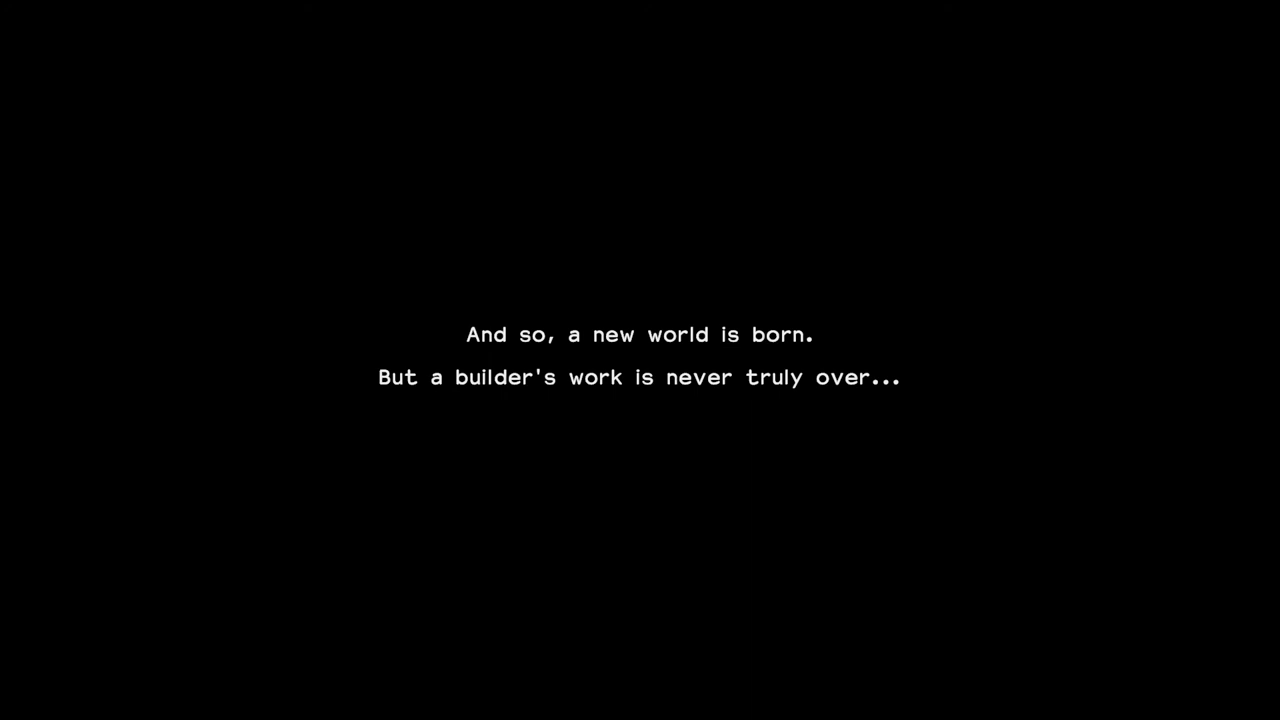 And so, a new world is born.
But a builder's work is never truly over...